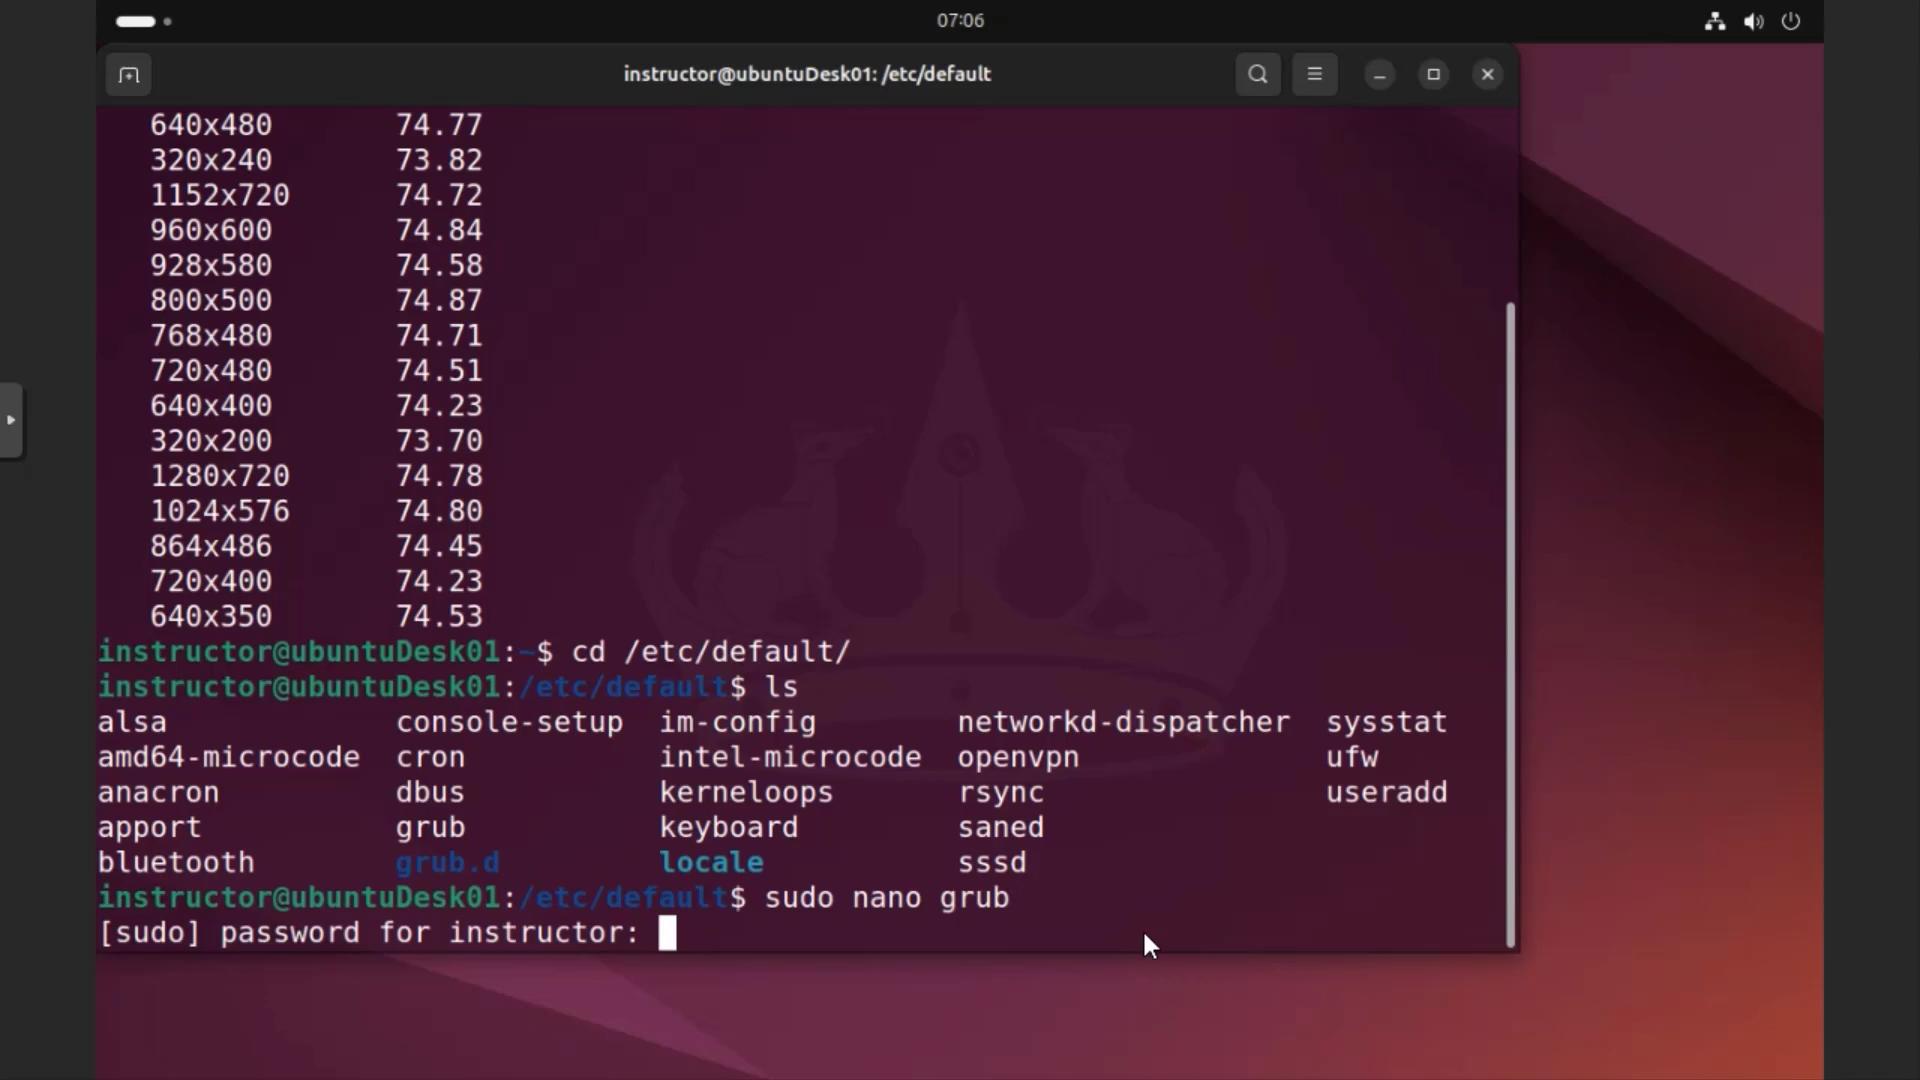 07:06
instructor@ubuntuDesk01: /etc/default
640x480 74.77
320x240 73.82
1152x720 74.72
960x600 74.84
928x580 74.58
800x500 74.87
768x480 74.71
720x480 74.51
640x400 74.23
320x200 73.70
1280x720 74.78
1024x576 74.80
864x486 74.45
720x400 74.23
640x350 74.53
instructor@ubuntuDesk01:~$ cd /etc/default/
instructor@ubuntuDesk01:/etc/default$ ls
alsa console-setup im-config networkd-dispatcher sysstat
amd64-microcode cron intel-microcode openvpn ufw
anacron dbus kerneloops rsync useradd
apport grub keyboard saned
bluetooth grub.d locale sssd
instructor@ubuntuDesk01:/etc/default$ sudo nano grub
[sudo] password for instructor: